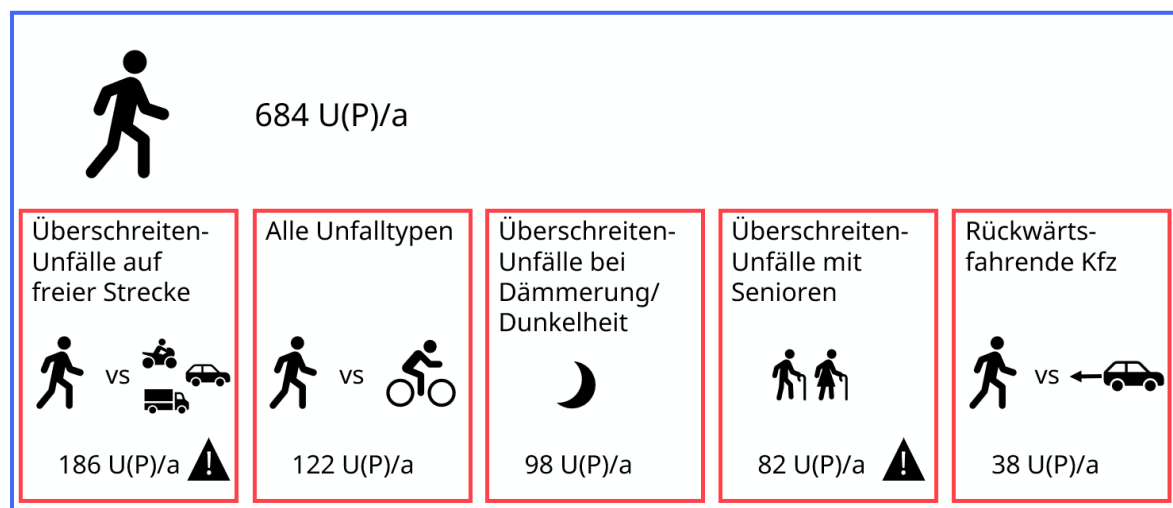 684 U(P)/a
Überschreiten-
Unfälle auf
freier Strecke
vs
186 U(P)/a
!
Alle Unfalltypen
vs
122 U(P)/a
Überschreiten-
Unfälle bei
Dämmerung/
Dunkelheit
98 U(P)/a
Überschreiten-
Unfälle mit
Senioren
82 U(P)/a
!
Rückwärts-
fahrende Kfz
vs
38 U(P)/a